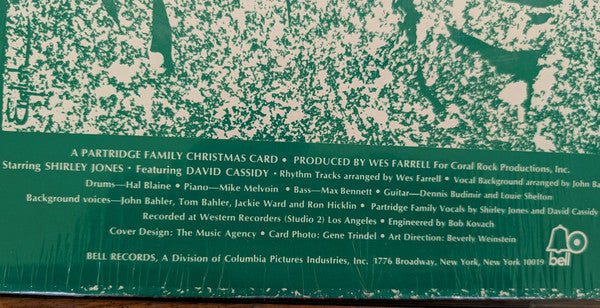 A PARTRIDGE FAMILY CHRISTMAS CARD • PRODUCED BY WES FARRELL For Coral Rock Productions, Inc.
Starring SHIRLEY JONES • Featuring DAVID CASSIDY • Rhythm Tracks arranged by Wes Farrell • Vocal Background arranged by John Ba
Drums—Hal Blaine • Piano—Mike Melvoin • Bass—Max Bennett • Guitar—Dennis Budimir and Louie Shelton
Background voices—John Bahler, Tom Bahler, Jackie Ward and Ron Hicklin • Partridge Family Vocals by Shirley Jones and David Cassidy
Recorded at Western Recorders (Studio 2) Los Angeles • Engineered by Bob Kovach
Cover Design: The Music Agency • Card Photo: Gene Trindel • Art Direction: Beverly Weinstein
BELL RECORDS, A Division of Columbia Pictures Industries, Inc. 1776 Broadway, New York, New York 10019
bell